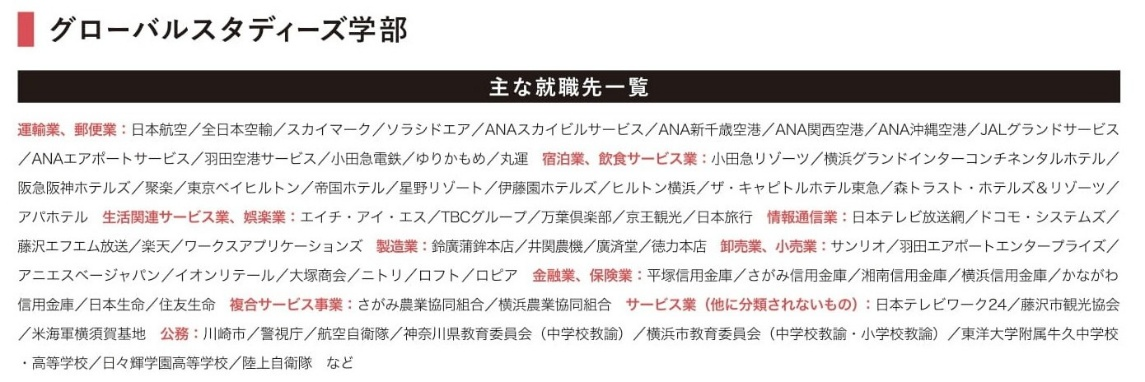 グローバルスタディーズ学部
主な就職先一覧
運輸業、郵便業：日本航空／全日本空輸／スカイマーク／ソラシドエア／ANAスカイビルサービス／ANA新千歳空港／ANA関西空港／ANA沖縄空港／JALグランドサービス
／ANAエアポートサービス／羽田空港サービス／小田急電鉄／ゆりかもめ／丸運　宿泊業、飲食サービス業：小田急リゾーツ／横浜グランドインターコンチネンタルホテル／
阪急阪神ホテルズ／聚楽／東京ベイヒルトン／帝国ホテル／星野リゾート／伊藤園ホテルズ／ヒルトン横浜／ザ・キャピトルホテル東急／森トラスト・ホテルズ＆リゾーツ／
アパホテル　生活関連サービス業、娯楽業：エイチ・アイ・エス／TBCグループ／万葉倶楽部／京王観光／日本旅行　情報通信業：日本テレビ放送網／ドコモ・システムズ／
藤沢エフエム放送／楽天／ワークスアプリケーションズ　製造業：鈴廣蒲鉾本店／井関農機／廣済堂／徳力本店　卸売業、小売業：サンリオ／羽田エアポートエンタープライズ／
アニエスベージャパン／イオンリテール／大塚商会／ニトリ／ロフト／ロピア　金融業、保険業：平塚信用金庫／さがみ信用金庫／湘南信用金庫／横浜信用金庫／かながわ
信用金庫／日本生命／住友生命　複合サービス事業：さがみ農業協同組合／横浜農業協同組合　サービス業（他に分類されないもの）：日本テレビワーク24／藤沢市観光協会
／米海軍横須賀基地　公務：川崎市／警視庁／航空自衛隊／神奈川県教育委員会（中学校教諭）／横浜市教育委員会（中学校教諭・小学校教諭）／東洋大学附属牛久中学校
・高等学校／日々輝学園高等学校／陸上自衛隊　など